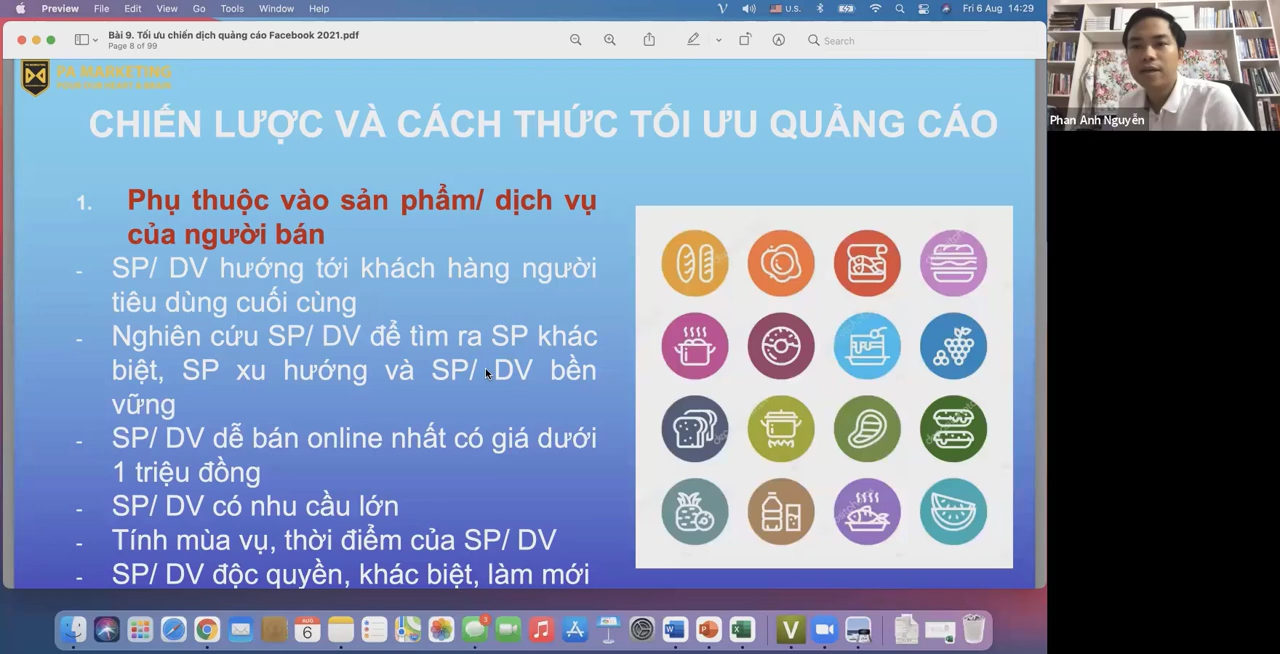 Preview File Edit View Go Tools Window Help
U.S. Fri 6 Aug 14:29
Bài 9. Tối ưu chiến dịch quảng cáo Facebook 2021.pdf
Page 8 of 99
Search
PA MARKETING
CHIẾN LƯỢC VÀ CÁCH THỨC TỐI ƯU QUẢNG CÁO
1. Phụ thuộc vào sản phẩm/ dịch vụ
của người bán
- SP/ DV hướng tới khách hàng người
tiêu dùng cuối cùng
- Nghiên cứu SP/ DV để tìm ra SP khác
biệt, SP xu hướng và SP/ DV bền
vững
- SP/ DV dễ bán online nhất có giá dưới
1 triệu đồng
- SP/ DV có nhu cầu lớn
- Tính mùa vụ, thời điểm của SP/ DV
- SP/ DV độc quyền, khác biệt, làm mới
Phan Anh Nguyễn
AUG
6
3